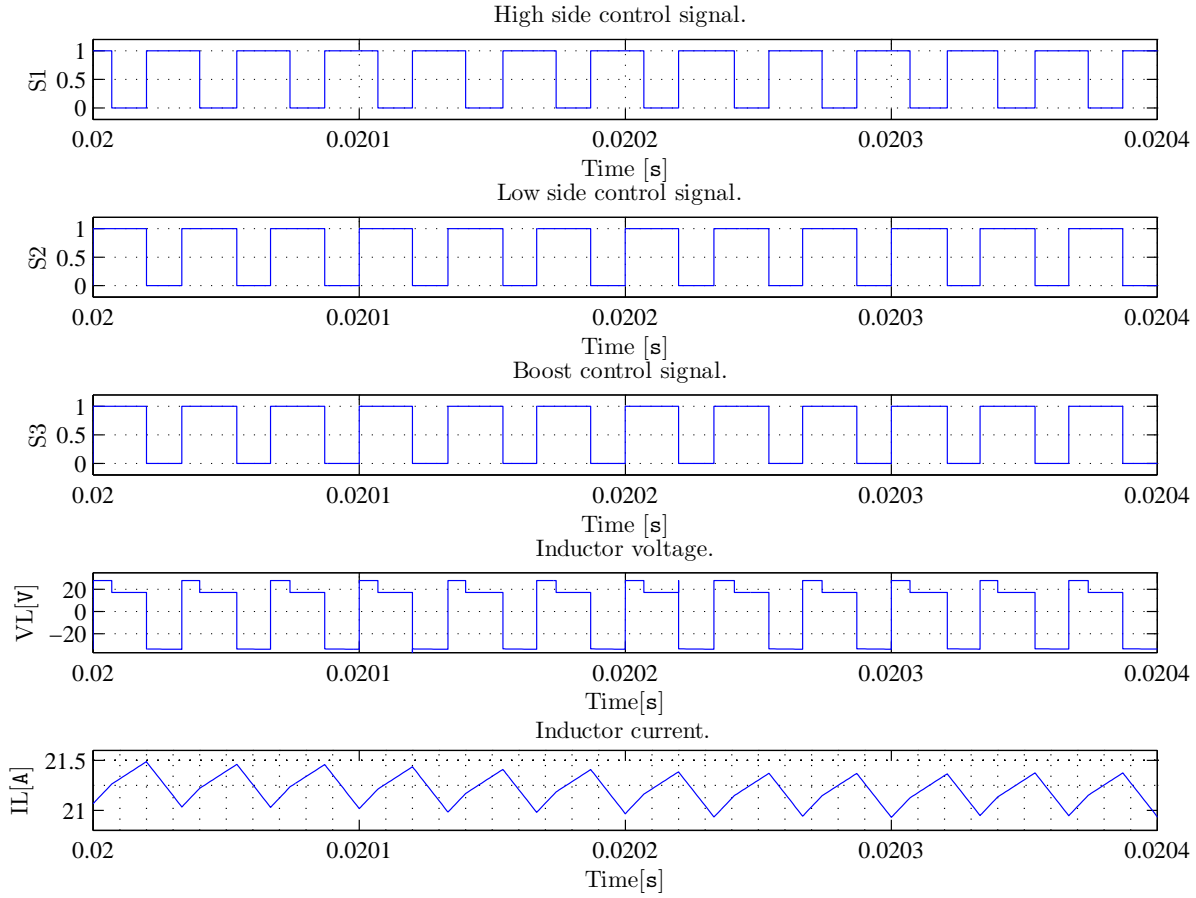 High side control signal.
S1
1
0.5
0
0.02 0.0201 0.0202 0.0203 0.0204
Time [s]
Low side control signal.
S2
1
0.5
0
0.02 0.0201 0.0202 0.0203 0.0204
Time [s]
Boost control signal.
S3
1
0.5
0
0.02 0.0201 0.0202 0.0203 0.0204
Time [s]
Inductor voltage.
VL[V]
20
0
−20
0.02 0.0201 0.0202 0.0203 0.0204
Time[s]
Inductor current.
IL[A]
21.5
21
0.02 0.0201 0.0202 0.0203 0.0204
Time[s]